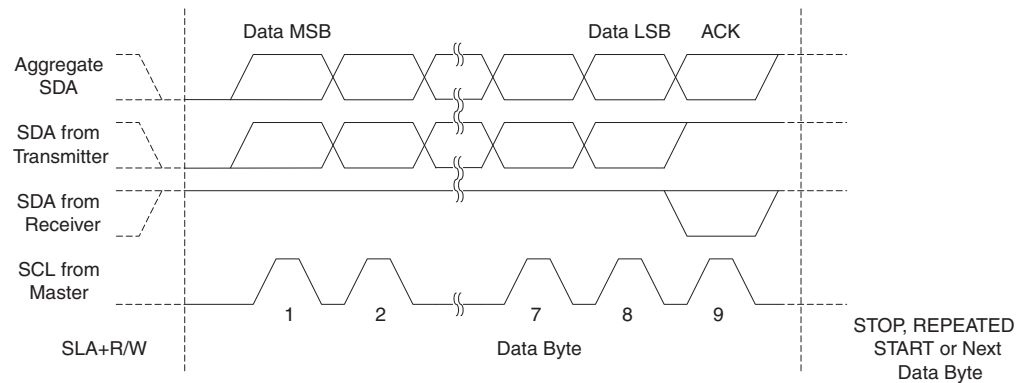 Data MSB
Data LSB
ACK
Aggregate
SDA
SDA from
Transmitter
SDA from
Receiver
SCL from
Master
1
2
7
8
9
SLA+R/W
Data Byte
STOP, REPEATED
START or Next
Data Byte